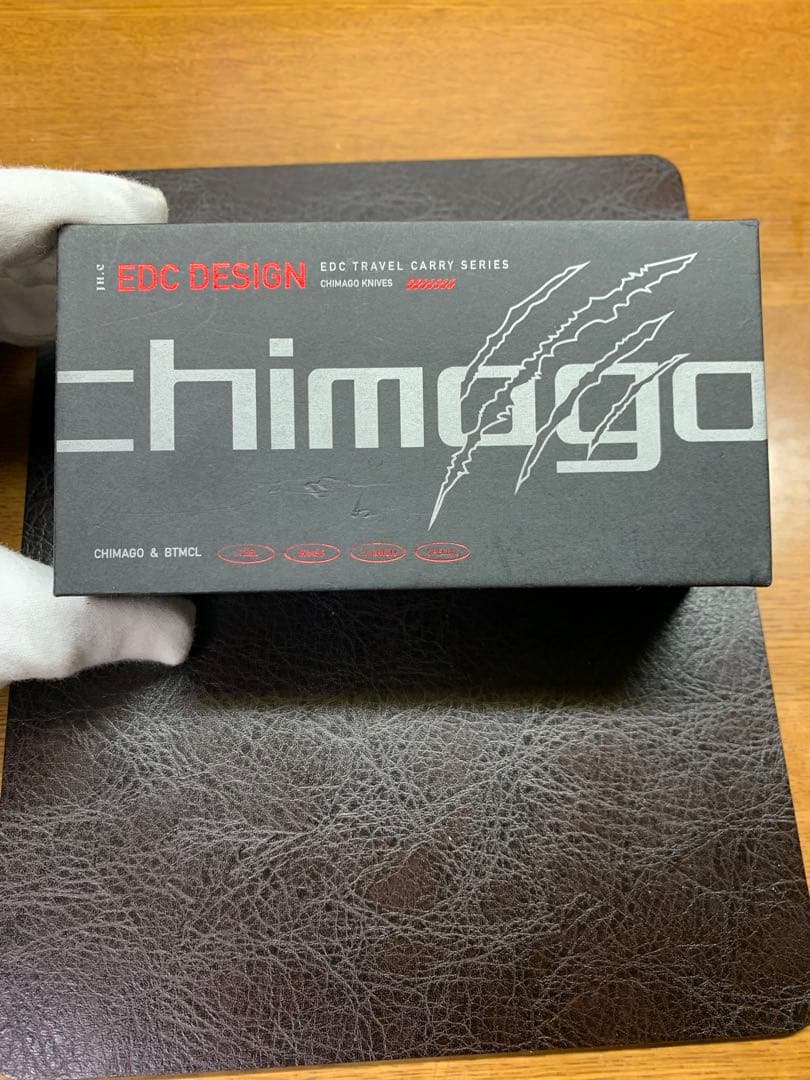 JH.C
EDC DESIGN
EDC TRAVEL CARRY SERIES
CHIMAGO KNIVES
chimago
CHIMAGO & BTMCL